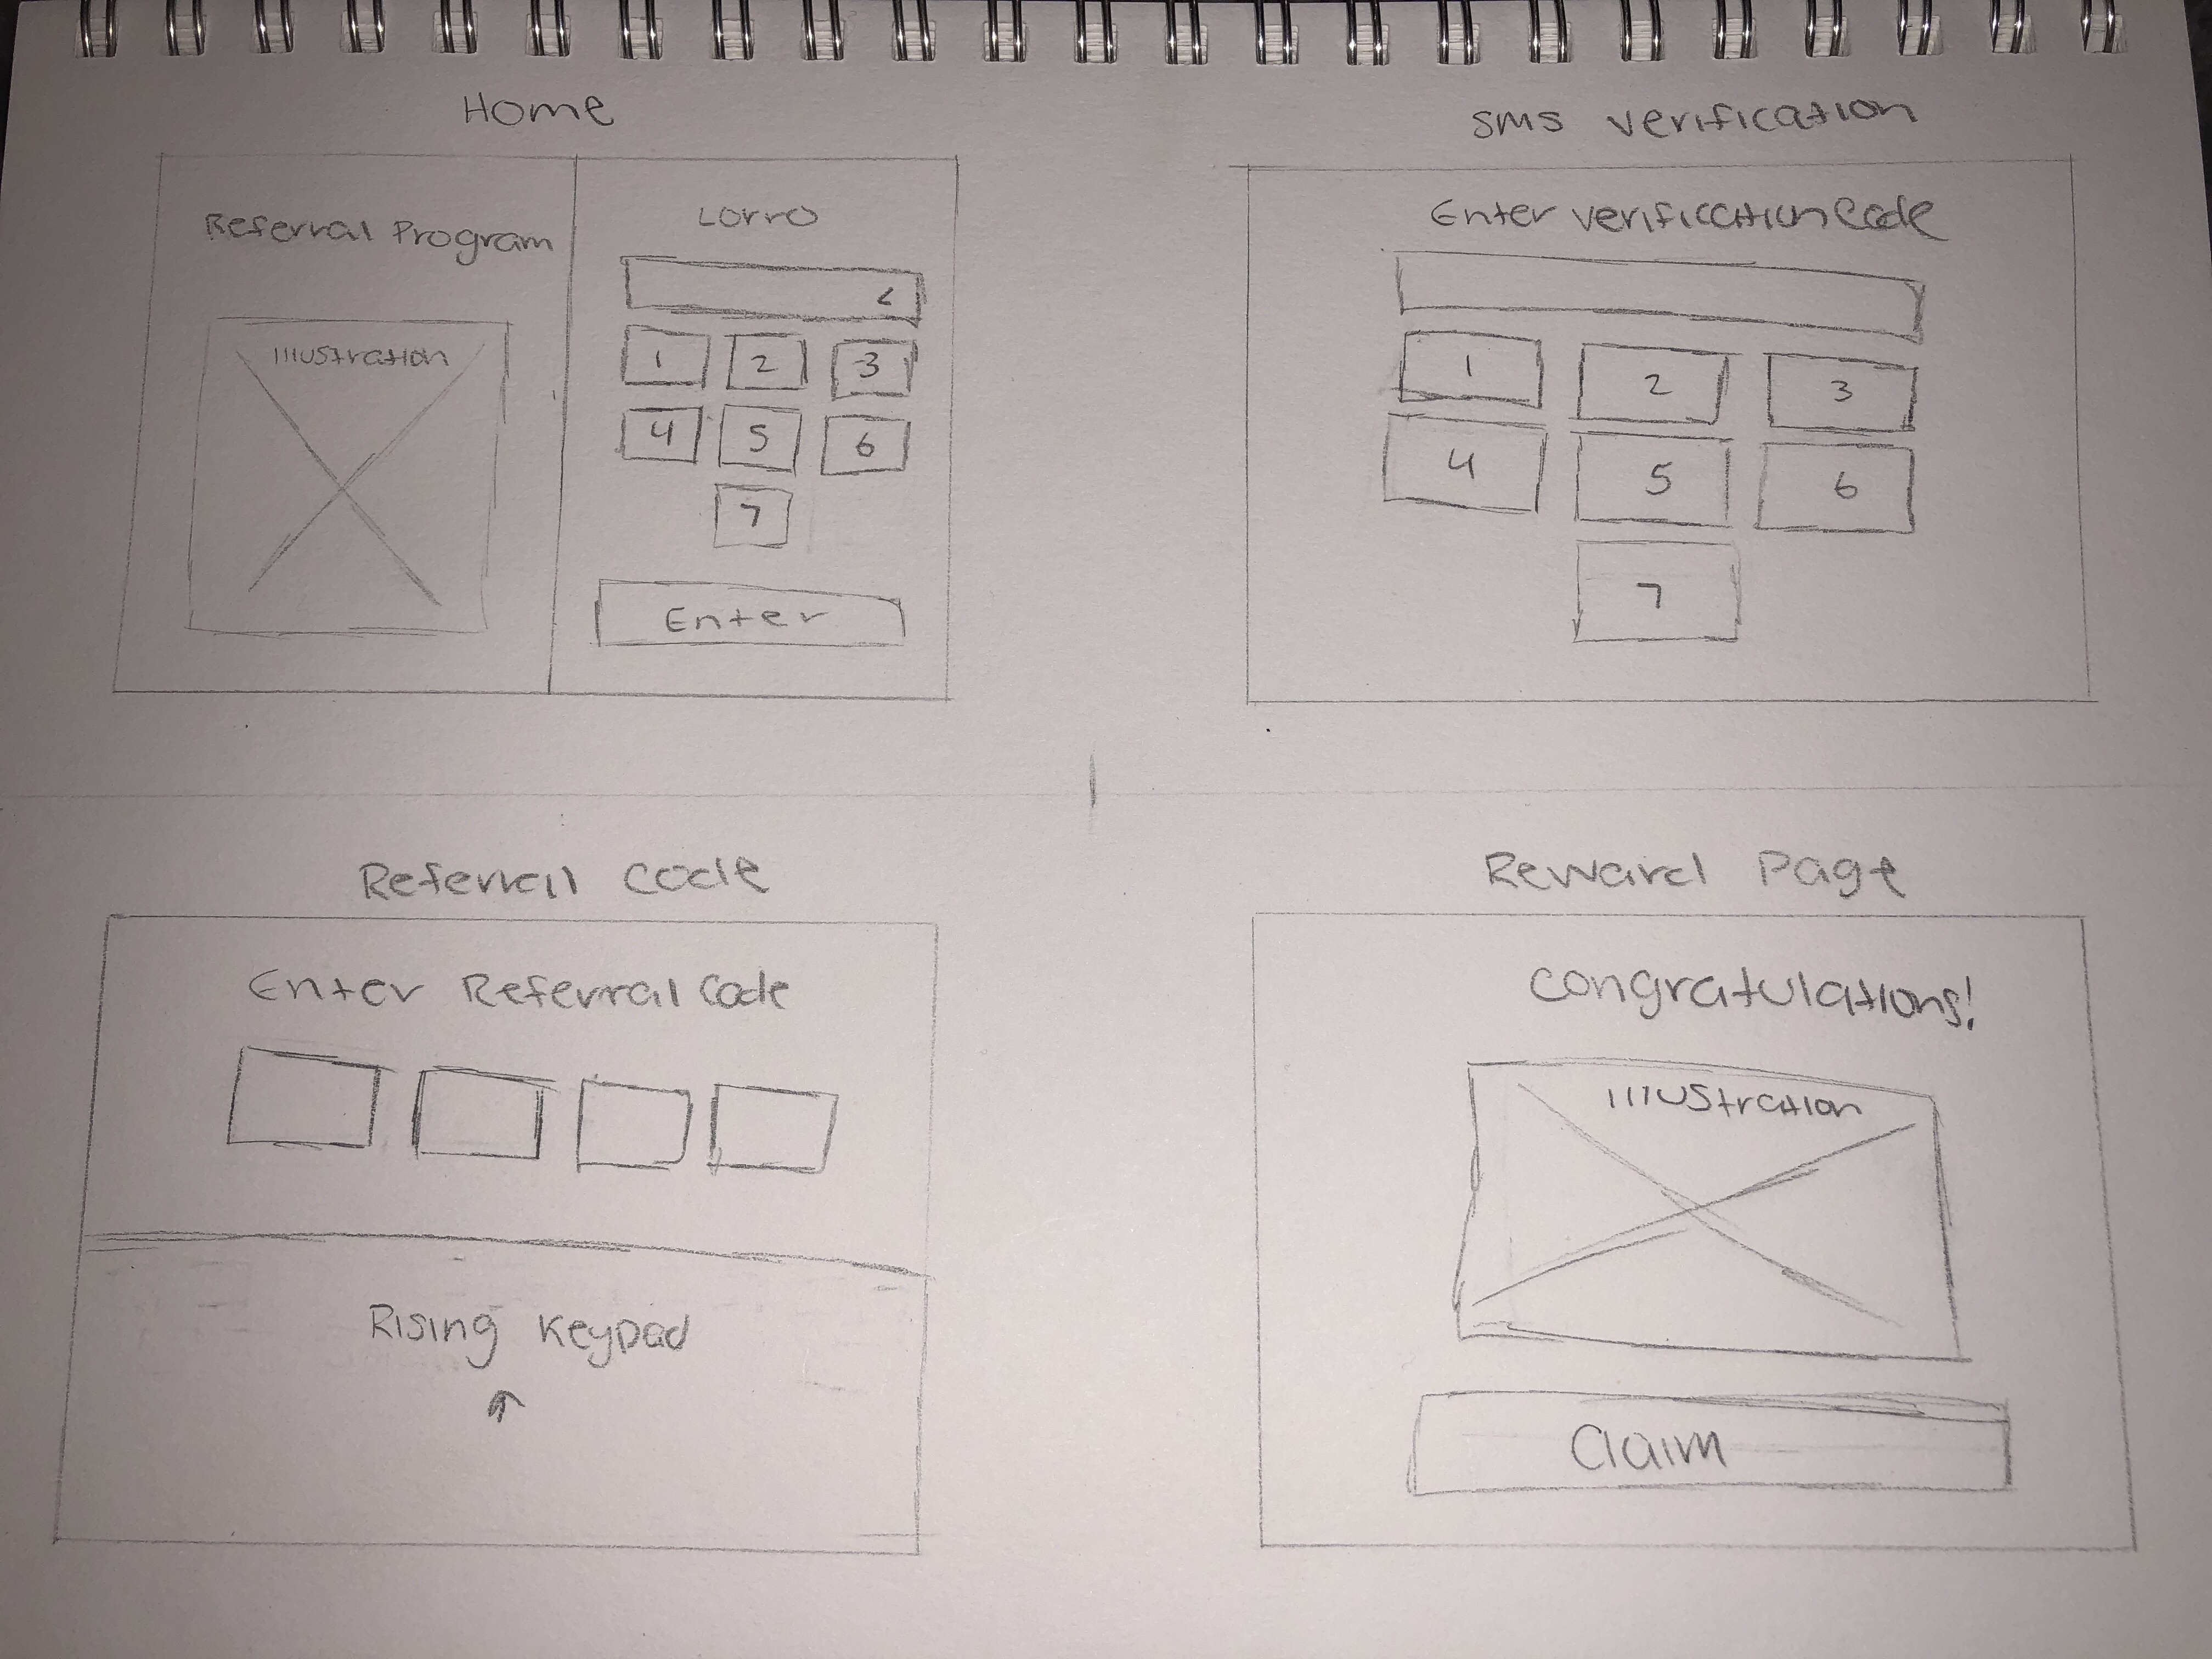 Home
Referral Program
Illustration
Lorro
<
1 2 3
4 5 6
7
Enter
SMS verification
Enter verification Code
1 2 3
4 5 6
7
Referral Code
Enter Referral Code
Rising Keypad
Reward Page
Congratulations!
Illustration
Claim